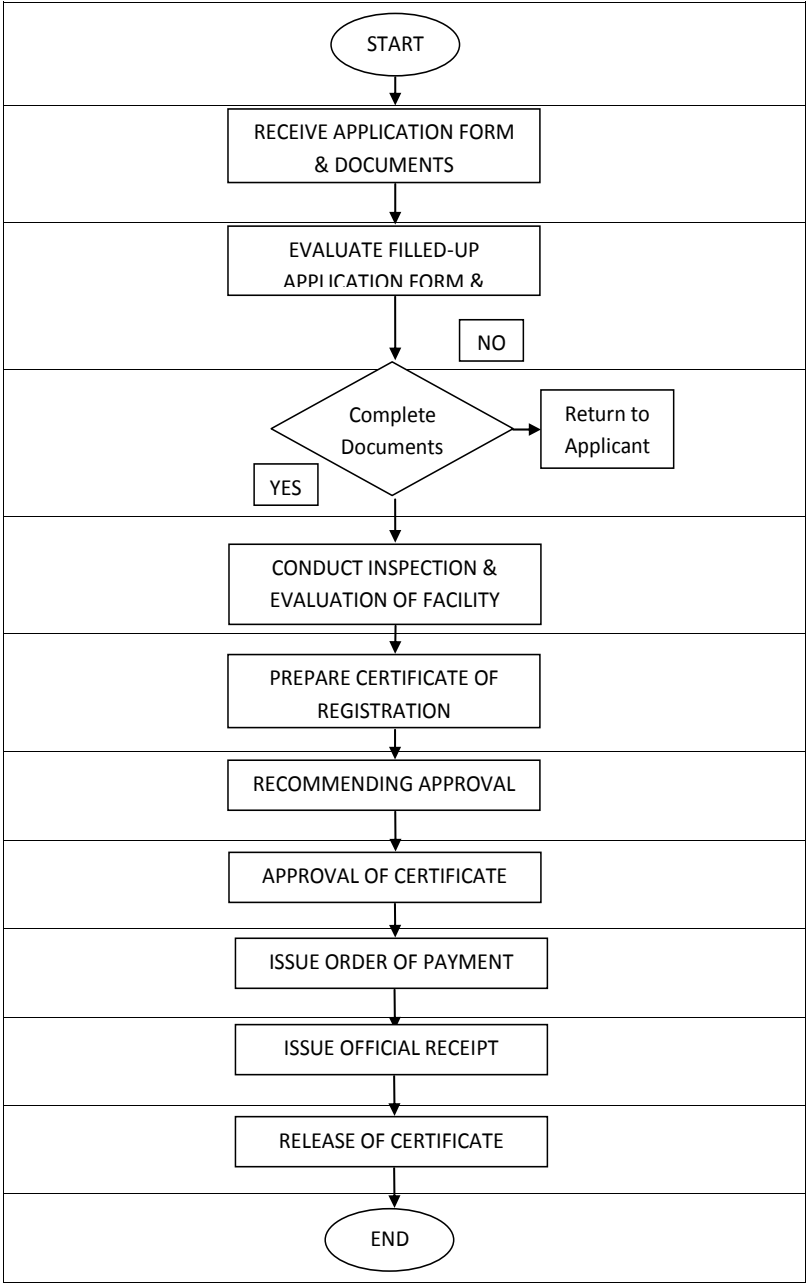 START
RECEIVE APPLICATION FORM
& DOCUMENTS
EVALUATE FILLED-UP
APPLICATION FORM &
NO
Complete
Documents
Return to
Applicant
YES
CONDUCT INSPECTION &
EVALUATION OF FACILITY
PREPARE CERTIFICATE OF
REGISTRATION
RECOMMENDING APPROVAL
APPROVAL OF CERTIFICATE
ISSUE ORDER OF PAYMENT
ISSUE OFFICIAL RECEIPT
RELEASE OF CERTIFICATE
END